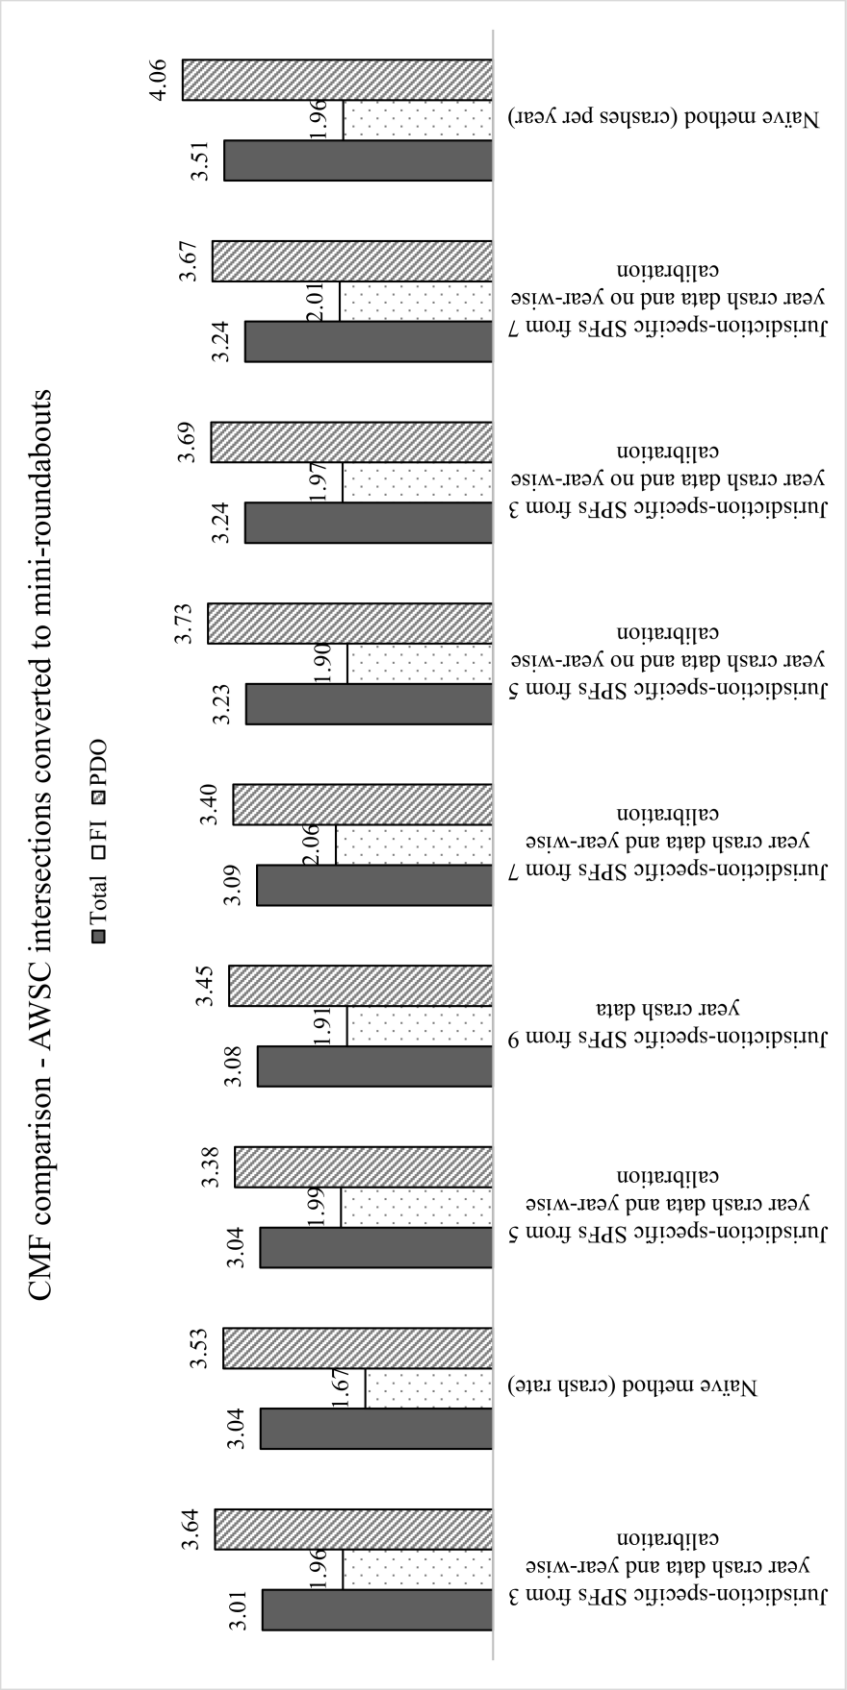 CMF comparison - AWSC intersections converted to mini-roundabouts
Total FI PDO
3.01
1.96
3.64
3.04
1.67
3.53
3.04
1.99
3.38
3.08
1.91
3.45
3.09
2.06
3.40
3.23
1.90
3.73
3.24
1.97
3.69
3.24
2.01
3.67
3.51
1.96
4.06
Jurisdiction-specific SPFs from 3
year crash data and year-wise
calibration
Naïve method (crash rate)
Jurisdiction-specific SPFs from 5
year crash data and year-wise
calibration
Jurisdiction-specific SPFs from 9
year crash data
Jurisdiction-specific SPFs from 7
year crash data and year-wise
calibration
Jurisdiction-specific SPFs from 5
year crash data and no year-wise
calibration
Jurisdiction-specific SPFs from 3
year crash data and no year-wise
calibration
Jurisdiction-specific SPFs from 7
year crash data and no year-wise
calibration
Naïve method (crashes per year)